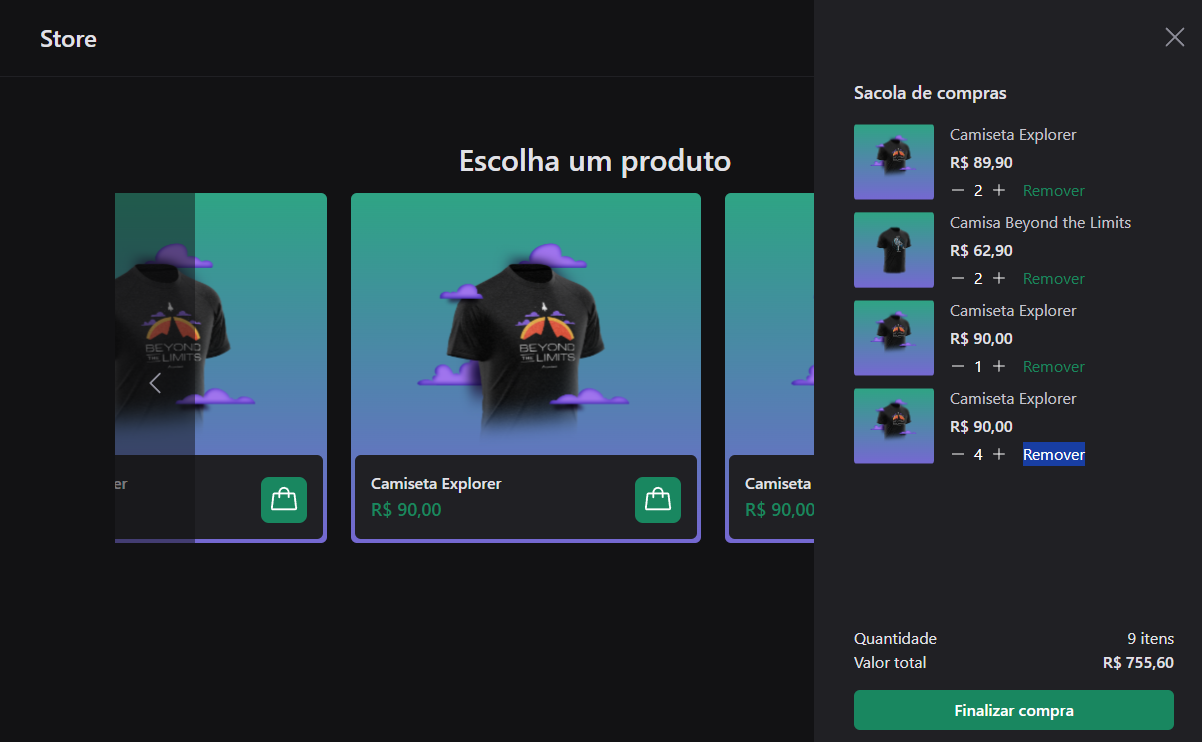 Store
Escolha um produto
BEYOND
THE LIMITS
BEYOND
THE LIMITS
er
Camiseta Explorer
R$ 90,00
Camiseta
R$ 90,00
Sacola de compras
Camiseta Explorer
R$ 89,90
2 Remover
Camisa Beyond the Limits
R$ 62,90
2 Remover
Camiseta Explorer
R$ 90,00
1 Remover
Camiseta Explorer
R$ 90,00
4 Remover
Quantidade 9 itens
Valor total R$ 755,60
Finalizar compra